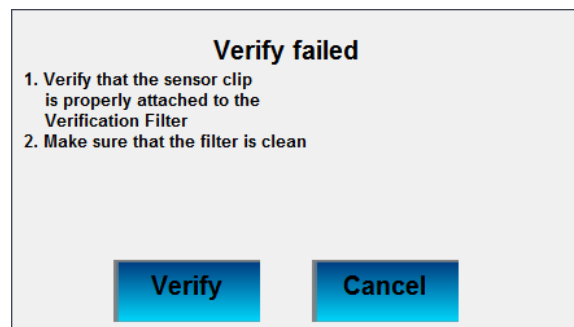 Verify failed
1. Verify that the sensor clip
is properly attached to the
Verification Filter
2. Make sure that the filter is clean
Verify
Cancel